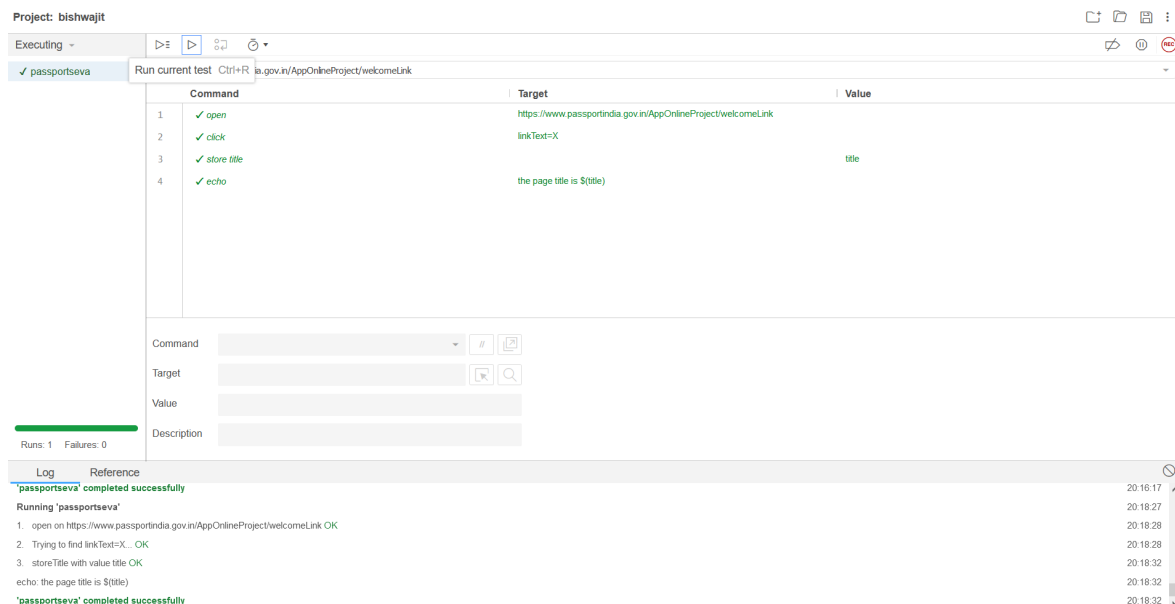 Project: bishwajit
Executing
REC
✓ passportseva
Run current test Ctrl+R ia.gov.in/AppOnlineProject/welcomeLink
Command Target Value
1 ✓ open https://www.passportindia.gov.in/AppOnlineProject/welcomeLink
2 ✓ click linkText=X
3 ✓ store title title
4 ✓ echo the page title is $(title)
Command //
Target
Value
Description
Runs: 1 Failures: 0
Log Reference
'passportseva' completed successfully 20:16:17
Running 'passportseva' 20:18:27
1. open on https://www.passportindia.gov.in/AppOnlineProject/welcomeLink OK 20:18:28
2. Trying to find linkText=X... OK 20:18:28
3. storeTitle with value title OK 20:18:32
echo: the page title is $(title) 20:18:32
'passportseva' completed successfully 20:18:32